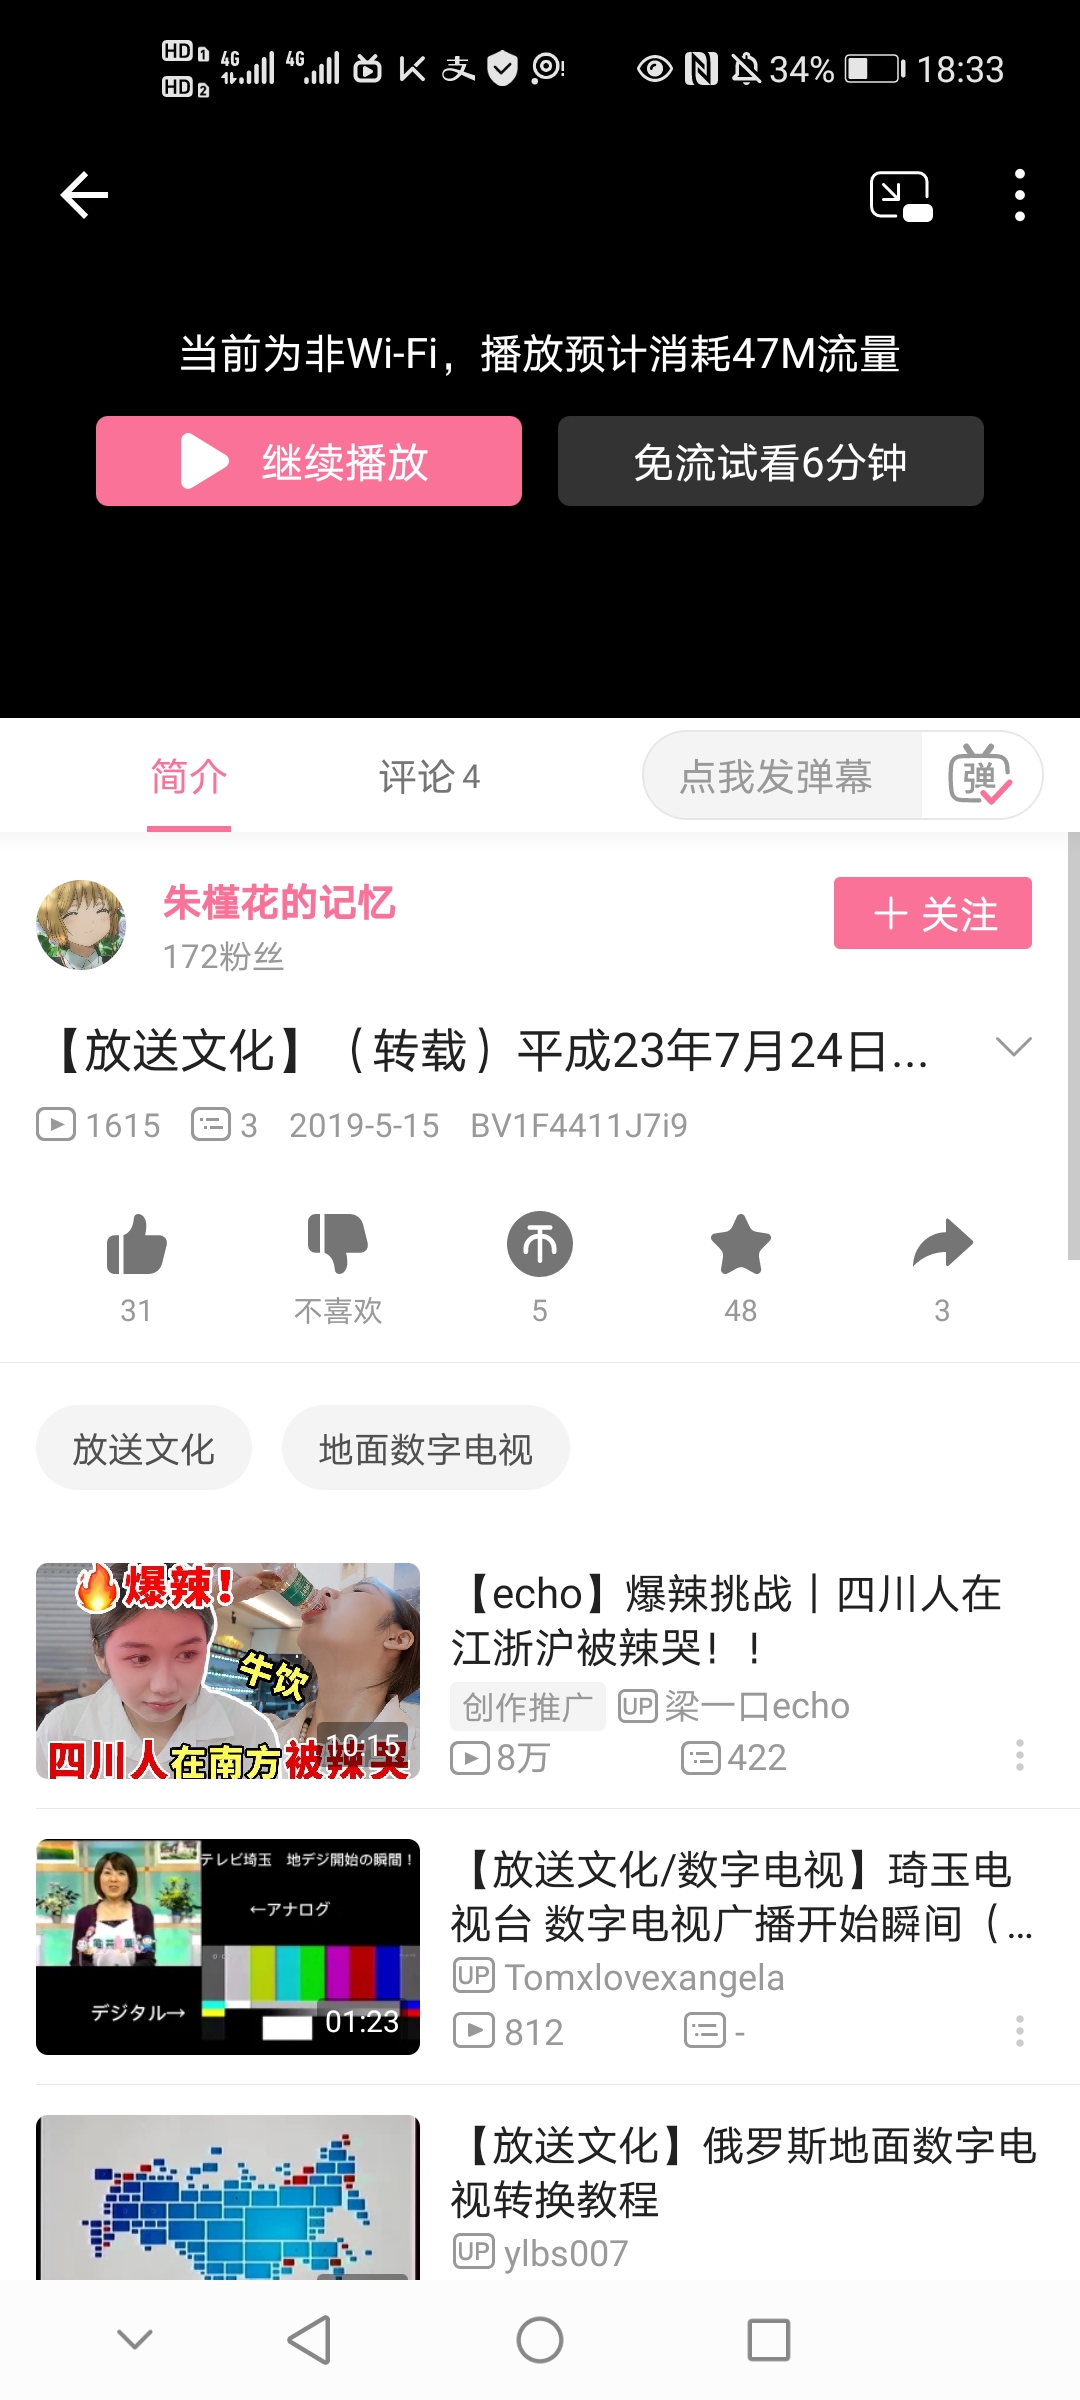 HD 1 4G 4G 34% 18:33
HD 2
当前为非Wi-Fi，播放预计消耗47M流量
继续播放 免流试看6分钟
简介 评论 4 点我发弹幕 弹
朱槿花的记忆
172粉丝
＋ 关注
【放送文化】（转载）平成23年7月24日...
1615 3 2019-5-15 BV1F4411J7i9
31 不喜欢 5 48 3
放送文化 地面数字电视
爆辣！
牛饮
四川人在南方被辣哭
10:15
【echo】爆辣挑战｜四川人在
江浙沪被辣哭！！
创作推广 UP 梁一口echo
8万 422
テレビ埼玉 地デジ開始の瞬間！
←アナログ
デジタル→
01:23
【放送文化/数字电视】琦玉电
视台 数字电视广播开始瞬间（...
UP Tomxlovexangela
812 -
【放送文化】俄罗斯地面数字电
视转换教程
UP ylbs007